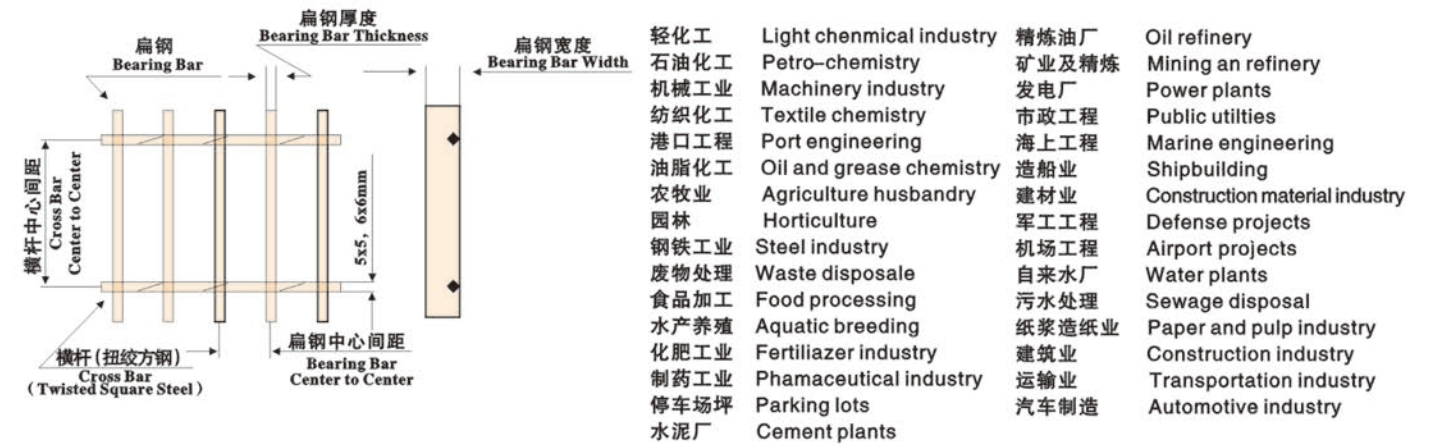 扁钢厚度
Bearing Bar Thickness
扁钢
Bearing Bar
扁钢宽度
Bearing Bar Width
横杆中心间距
Cross Bar
Center to Center
5x5, 6x6mm
横杆(扭绞方钢)
Cross Bar
(Twisted Square Steel)
扁钢中心间距
Bearing Bar
Center to Center
轻化工 Light chenmical industry
石油化工 Petro–chemistry
机械工业 Machinery industry
纺织化工 Textile chemistry
港口工程 Port engineering
油脂化工 Oil and grease chemistry
农牧业 Agriculture husbandry
园林 Horticulture
钢铁工业 Steel industry
废物处理 Waste disposale
食品加工 Food processing
水产养殖 Aquatic breeding
化肥工业 Fertiliazer industry
制药工业 Phamaceutical industry
停车场坪 Parking lots
水泥厂 Cement plants
精炼油厂 Oil refinery
矿业及精炼 Mining an refinery
发电厂 Power plants
市政工程 Public utilties
海上工程 Marine engineering
造船业 Shipbuilding
建材业 Construction material industry
军工工程 Defense projects
机场工程 Airport projects
自来水厂 Water plants
污水处理 Sewage disposal
纸浆造纸业 Paper and pulp industry
建筑业 Construction industry
运输业 Transportation industry
汽车制造 Automotive industry